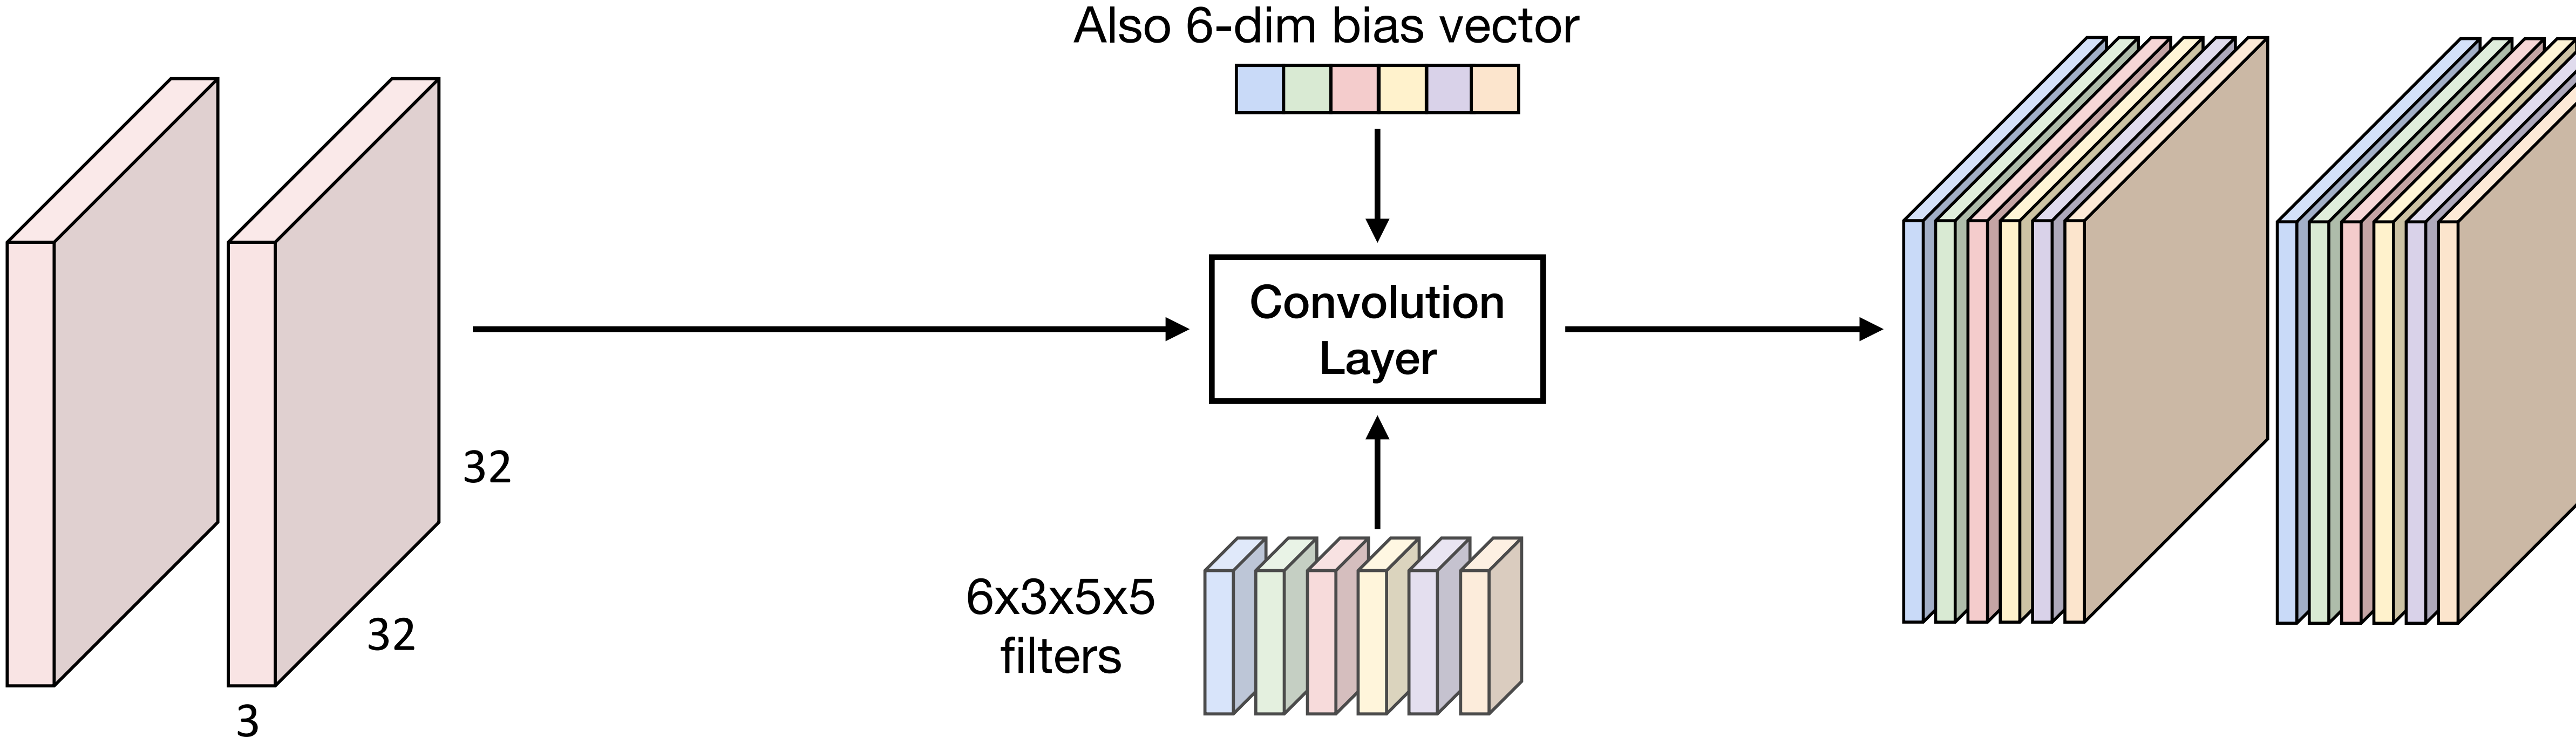 Also 6-dim bias vector
Convolution
Layer
32
32
3
6x3x5x5
filters